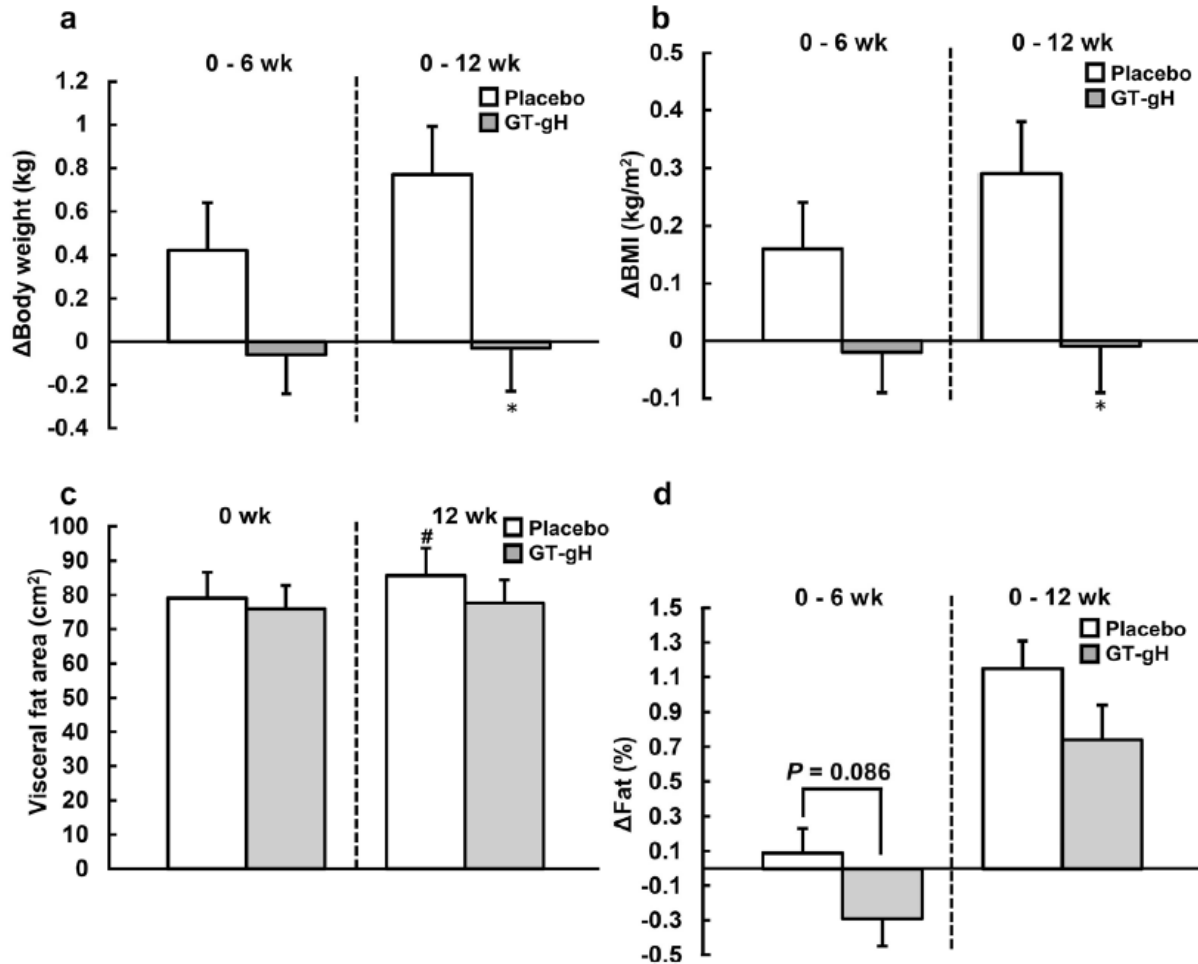 a
0 - 6 wk
0 - 12 wk
Placebo
GT-gH
ΔBody weight (kg)
1.2
1
0.8
0.6
0.4
0.2
0
-0.2
-0.4
*
b
0 - 6 wk
0 - 12 wk
Placebo
GT-gH
ΔBMI (kg/m²)
0.5
0.4
0.3
0.2
0.1
0
-0.1
*
c
0 wk
12 wk
Placebo
GT-gH
#
Visceral fat area (cm²)
100
90
80
70
60
50
40
30
20
10
0
d
0 - 6 wk
0 - 12 wk
Placebo
GT-gH
P = 0.086
ΔFat (%)
1.5
1.3
1.1
0.9
0.7
0.5
0.3
0.1
-0.1
-0.3
-0.5